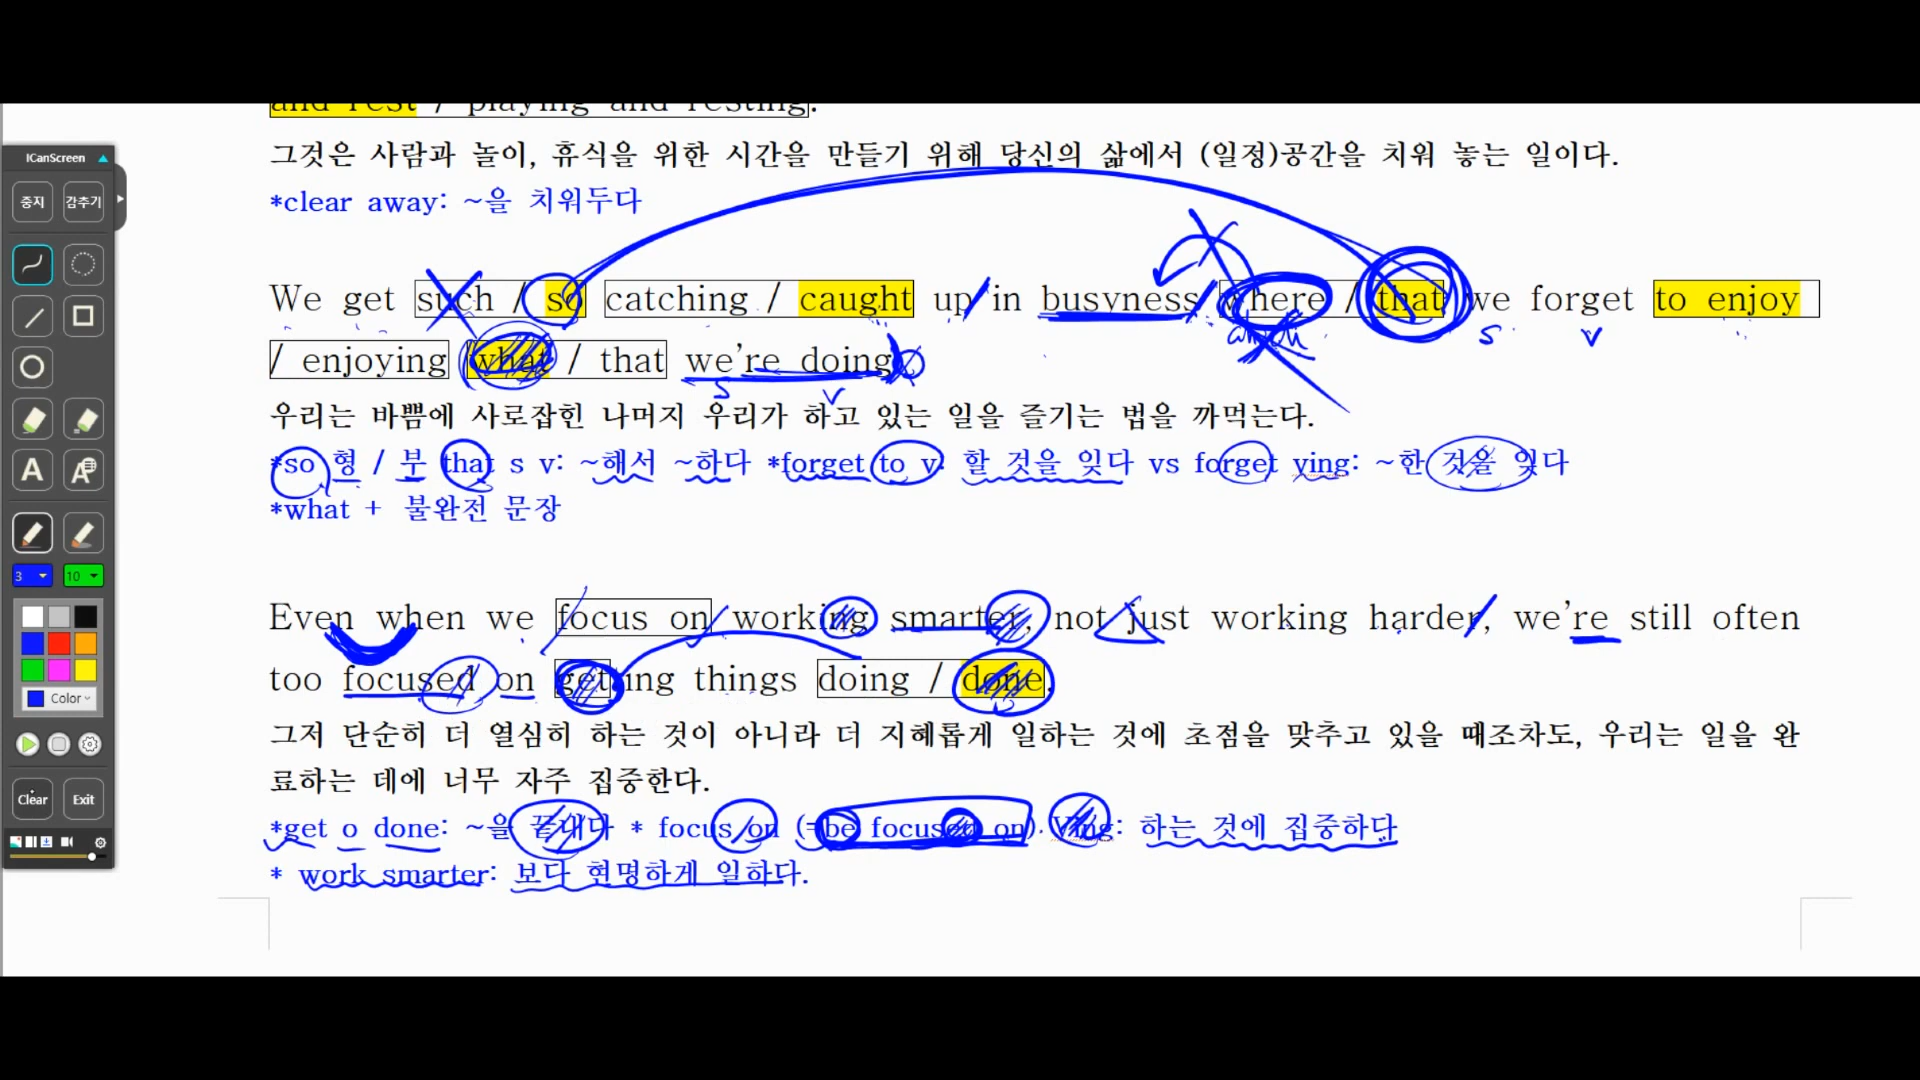 and rest / playing and resting.
그것은 사람과 놀이, 휴식을 위한 시간을 만들기 위해 당신의 삶에서 (일정)공간을 치워 놓는 일이다.
*clear away: ~을 치워두다
We get such / so catching / caught up in busyness where / that we forget to enjoy
s v
/ enjoying what / that we’re doing
s v
우리는 바쁨에 사로잡힌 나머지 우리가 하고 있는 일을 즐기는 법을 까먹는다.
*so 형 / 부 that s v: ~해서 ~하다 *forget to v: 할 것을 잊다 vs forget ving: ~한 것을 잊다
*what + 불완전 문장
Even when we focus on working smarter, not just working harder, we’re still often
too focused on getting things doing / done.
그저 단순히 더 열심히 하는 것이 아니라 더 지혜롭게 일하는 것에 초점을 맞추고 있을 때조차도, 우리는 일을 완
료하는 데에 너무 자주 집중한다.
*get o done: ~을 끝내다 * focus on (=be focused on) Ving: 하는 것에 집중하다
* work smarter: 보다 현명하게 일하다.
ICanScreen
중지 감추기
A A
3 10
Color
Clear Exit